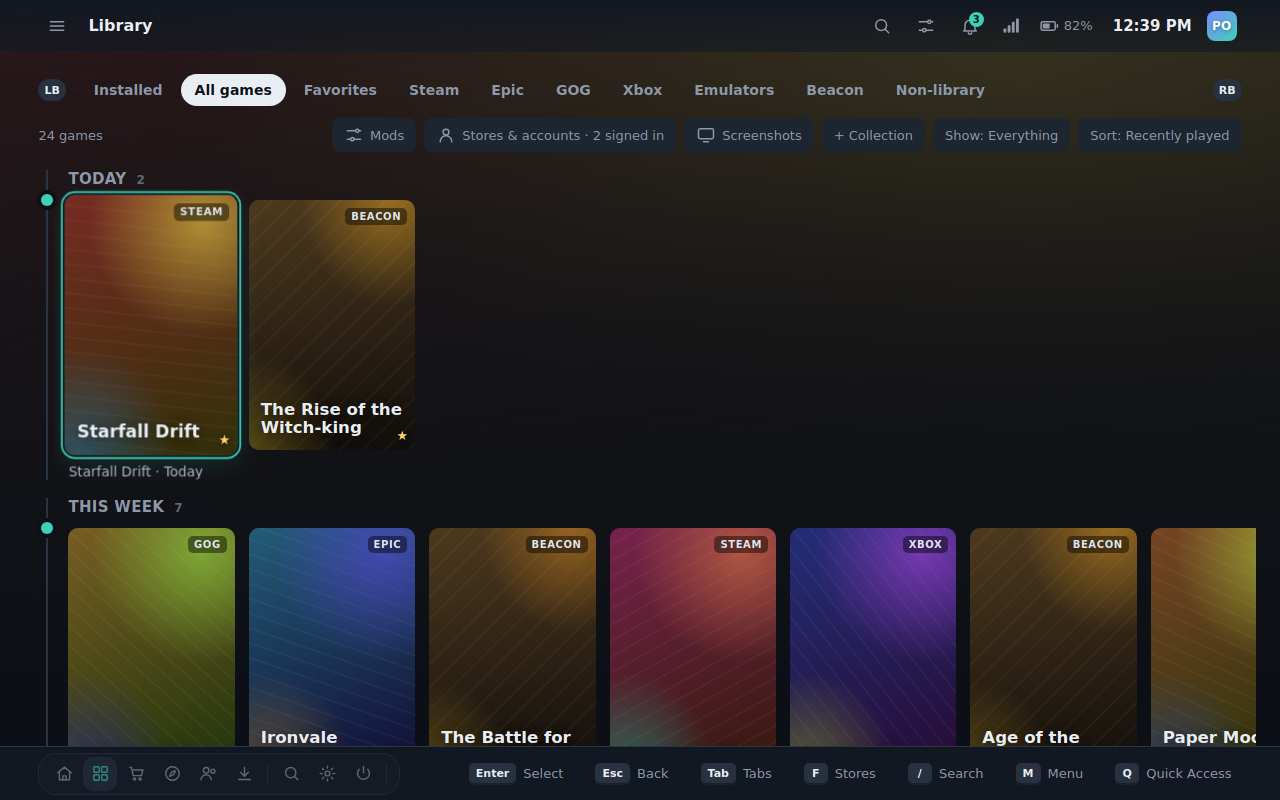 Library
3
82%
12:39 PM
PO
LB
Installed
All games
Favorites
Steam
Epic
GOG
Xbox
Emulators
Beacon
Non-library
RB
24 games
Mods
Stores & accounts · 2 signed in
Screenshots
+ Collection
Show: Everything
Sort: Recently played
TODAY 2
STEAM
Starfall Drift
★
BEACON
The Rise of the
Witch-king
★
Starfall Drift · Today
THIS WEEK 7
GOG
EPIC
Ironvale
BEACON
The Battle for
STEAM
XBOX
BEACON
Age of the
Paper Moo
Enter Select
Esc Back
Tab Tabs
F Stores
/ Search
M Menu
Q Quick Access